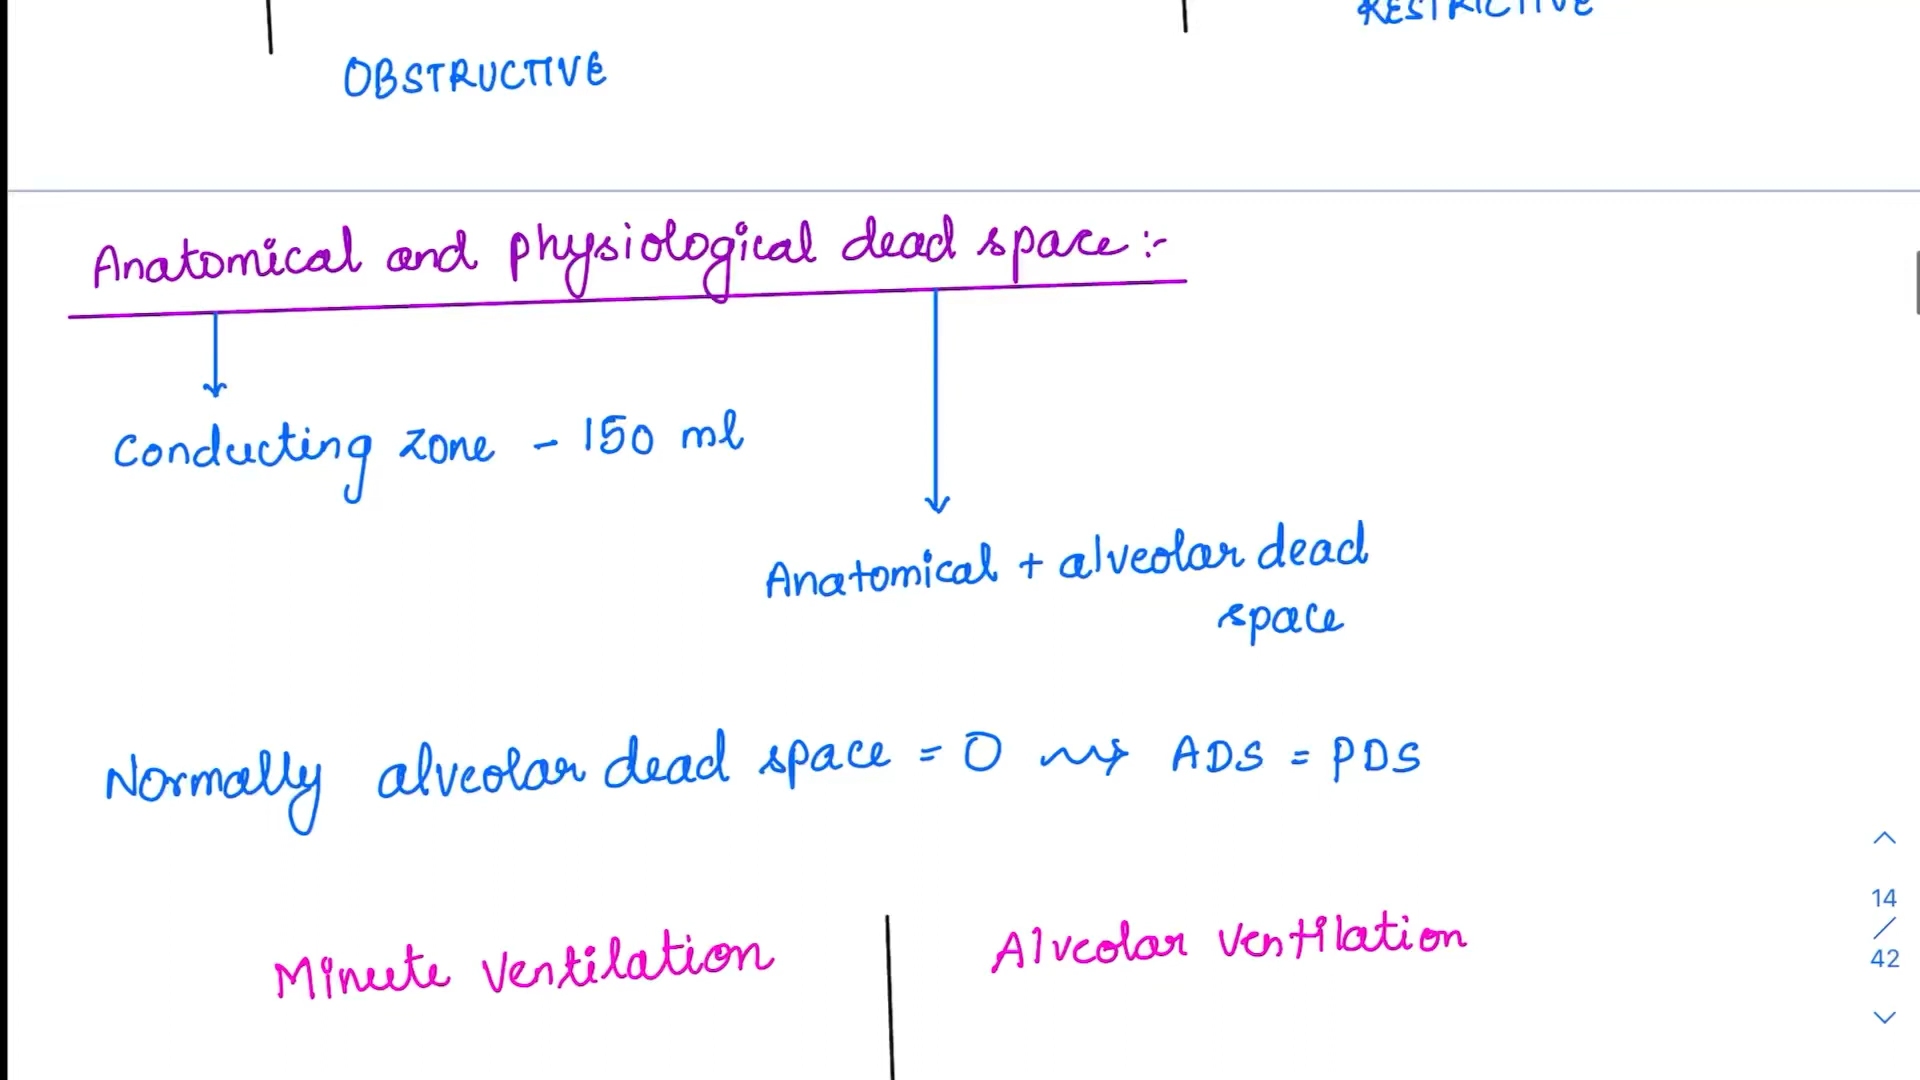 RESTRICTIVE
OBSTRUCTIVE
Anatomical and physiological dead space :-
Conducting zone - 150 ml
Anatomical + alveolar dead
space
Normally alveolar dead space = 0 ⇝ ADS = PDS
Minute Ventilation
Alveolar Ventilation
14
/
42